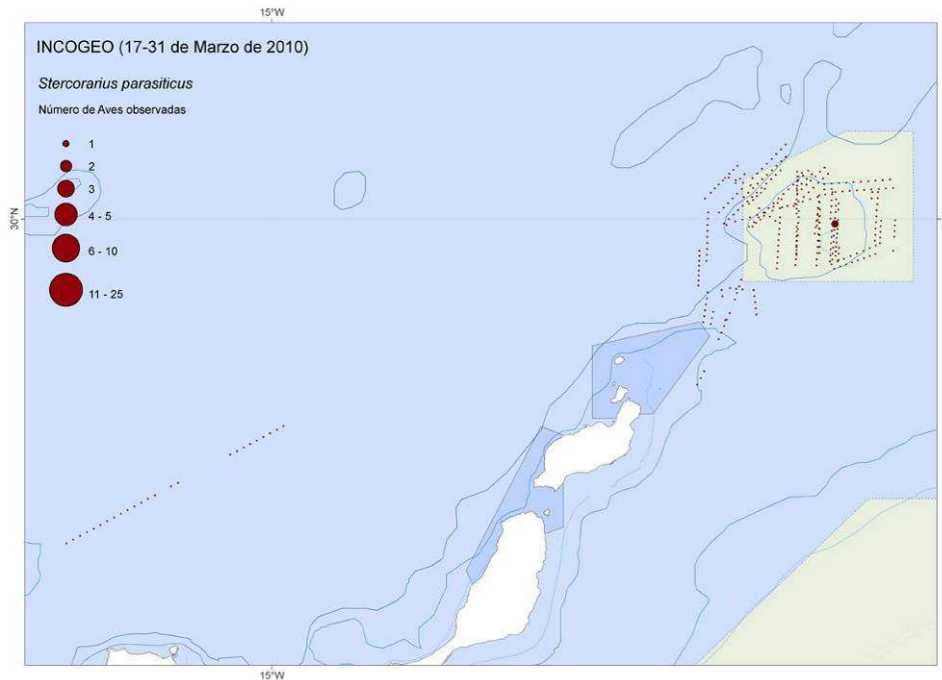 15°W
INCOGEO (17-31 de Marzo de 2010)
Stercorarius parasiticus
Número de Aves observadas
1
2
3
4 - 5
6 - 10
11 - 25
30°N
15°W